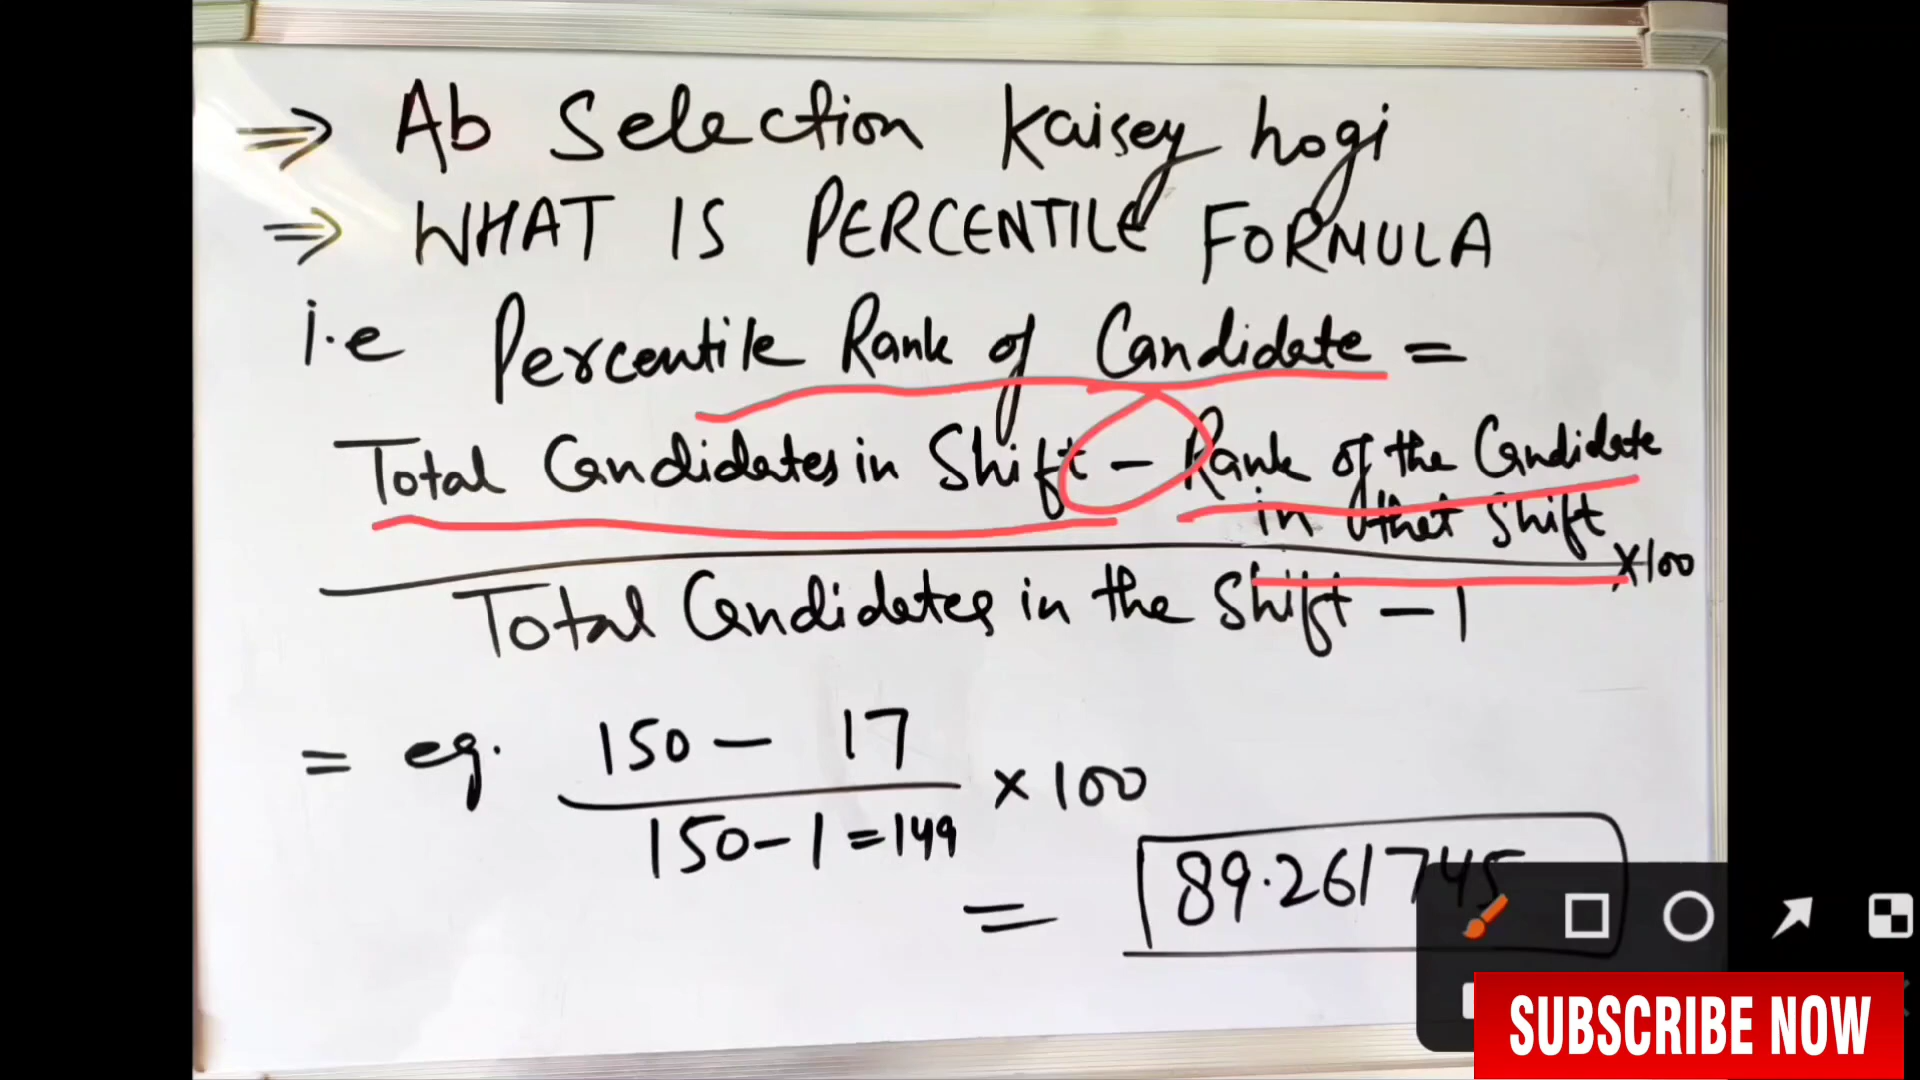 ⇒ Ab Selection Kaisey hogi
⇒ WHAT IS PERCENTILE FORMULA
i.e Percentile Rank of Candidate =
Total Candidates in Shift – Rank of the Candidate
in that Shift
×100
Total Candidates in the Shift – 1
= eg. 150 – 17
× 100
150 – 1 = 149
= 89.261745
SUBSCRIBE NOW